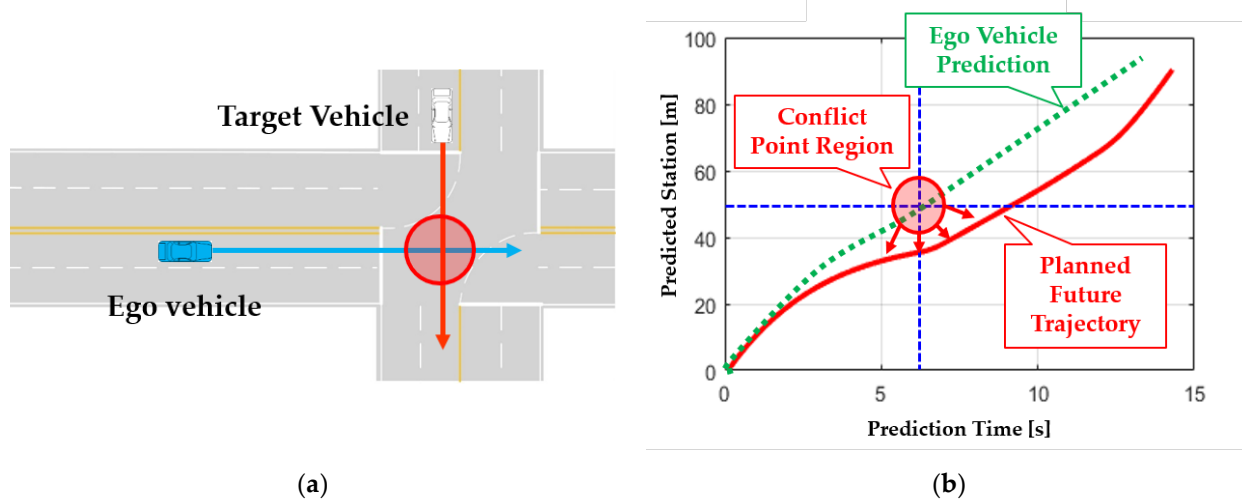 Target Vehicle
Ego vehicle
(a)
Ego Vehicle
Prediction
Conflict
Point Region
Planned
Future
Trajectory
Predicted Station [m]
100
80
60
40
20
0
5
10
15
Prediction Time [s]
(b)